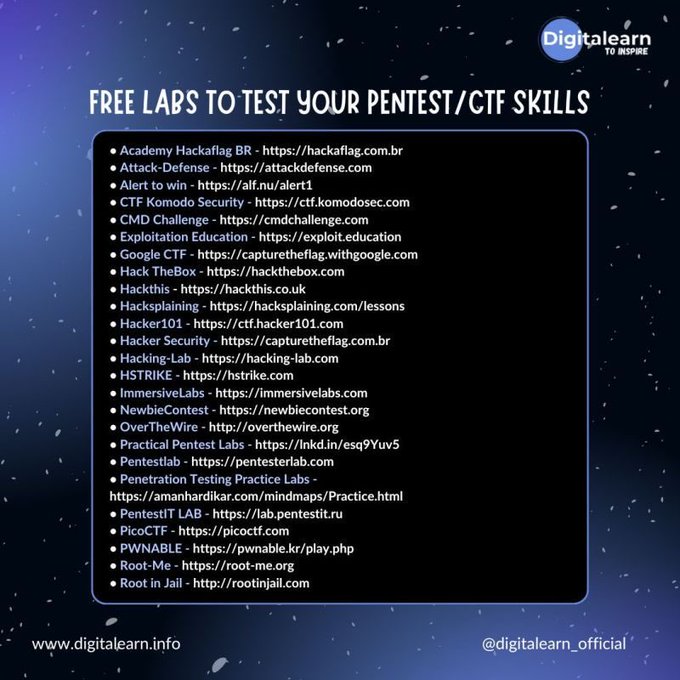 Digitalearn
TO INSPIRE
FREE LABS TO TEST YOUR PENTEST/CTF SKILLS
● Academy Hackaflag BR - https://hackaflag.com.br
● Attack-Defense - https://attackdefense.com
● Alert to win - https://alf.nu/alert1
● CTF Komodo Security - https://ctf.komodosec.com
● CMD Challenge - https://cmdchallenge.com
● Exploitation Education - https://exploit.education
● Google CTF - https://capturetheflag.withgoogle.com
● Hack TheBox - https://hackthebox.com
● Hackthis - https://hackthis.co.uk
● Hacksplaining - https://hacksplaining.com/lessons
● Hacker101 - https://ctf.hacker101.com
● Hacker Security - https://capturetheflag.com.br
● Hacking-Lab - https://hacking-lab.com
● HSTRIKE - https://hstrike.com
● ImmersiveLabs - https://immersivelabs.com
● NewbieContest - https://newbiecontest.org
● OverTheWire - http://overthewire.org
● Practical Pentest Labs - https://lnkd.in/esq9Yuv5
● Pentestlab - https://pentesterlab.com
● Penetration Testing Practice Labs -
https://amanhardikar.com/mindmaps/Practice.html
● PentestIT LAB - https://lab.pentestit.ru
● PicoCTF - https://picoctf.com
● PWNABLE - https://pwnable.kr/play.php
● Root-Me - https://root-me.org
● Root in Jail - http://rootinjail.com
www.digitalearn.info
@digitalearn_official